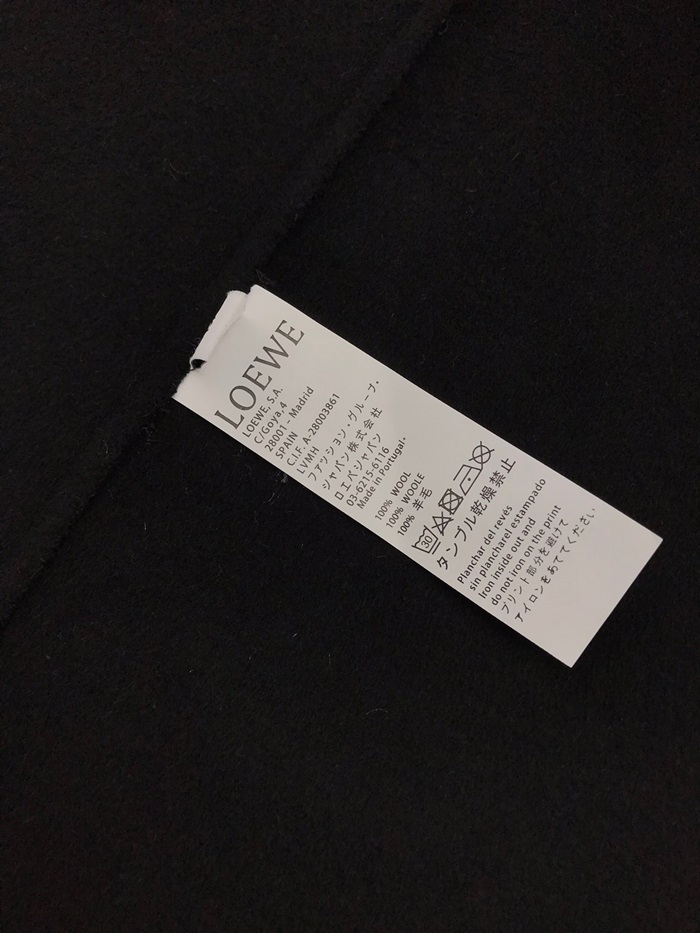 LOEWE
LOEWE, S.A.
C/Goya,4
28001 - Madrid
SPAIN
C.I.F. A-28003861
LVMH
ファッション・グループ.
ジャパン株式会社
ロエベジャパン
03-6215-6116
Made in Portugal-
100% WOOL
100% WOOLE
100% 羊毛
30
タンブル乾燥禁止
Planchar del revés
sin plancharel estampado
Iron inside out and
do not iron on the print
プリント部分を避けて
アイロンをあててください